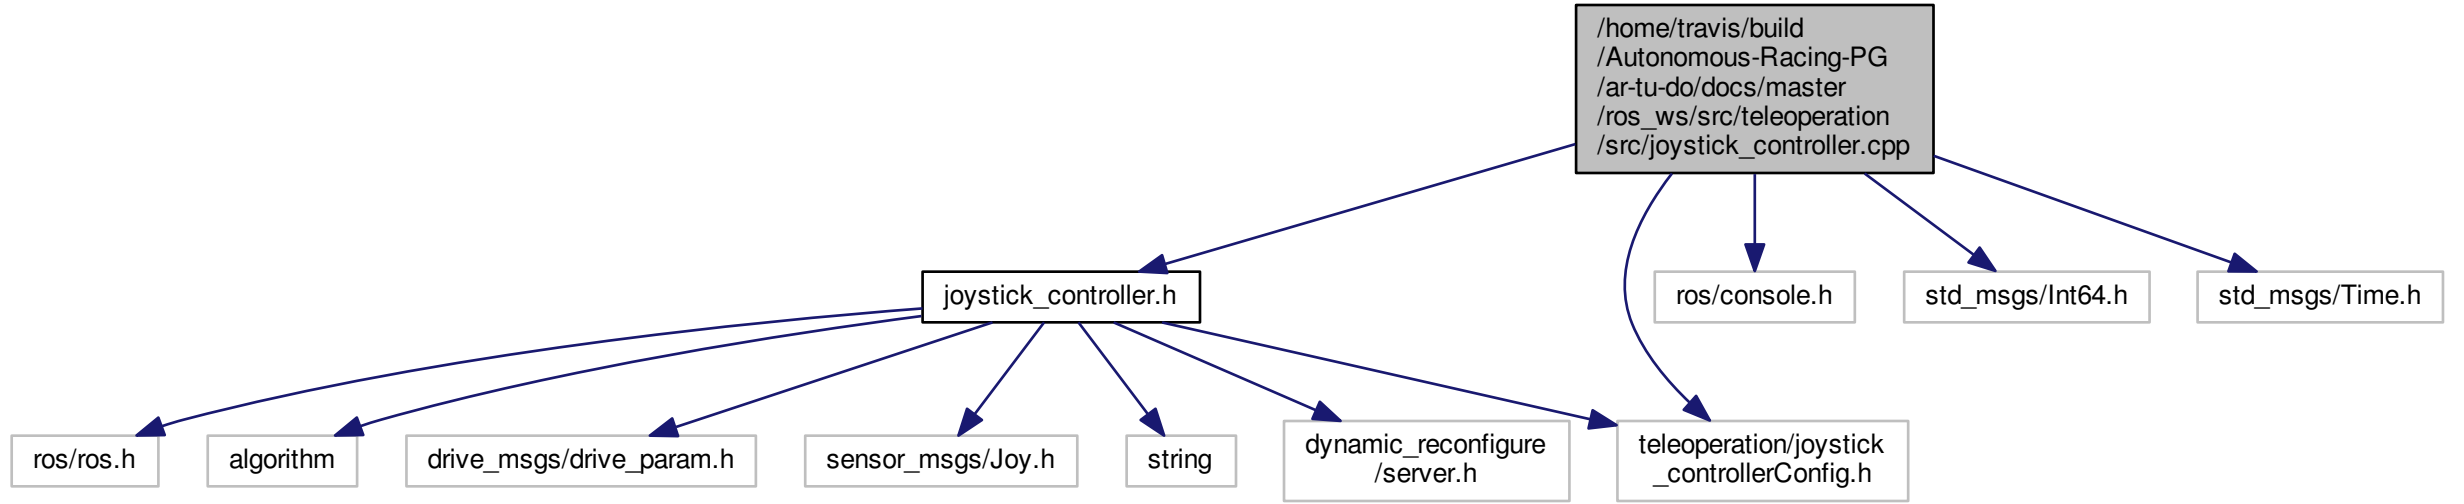 /home/travis/build
/Autonomous-Racing-PG
/ar-tu-do/docs/master
/ros_ws/src/teleoperation
/src/joystick_controller.cpp
joystick_controller.h
ros/console.h
std_msgs/Int64.h
std_msgs/Time.h
ros/ros.h
algorithm
drive_msgs/drive_param.h
sensor_msgs/Joy.h
string
dynamic_reconfigure
/server.h
teleoperation/joystick
_controllerConfig.h